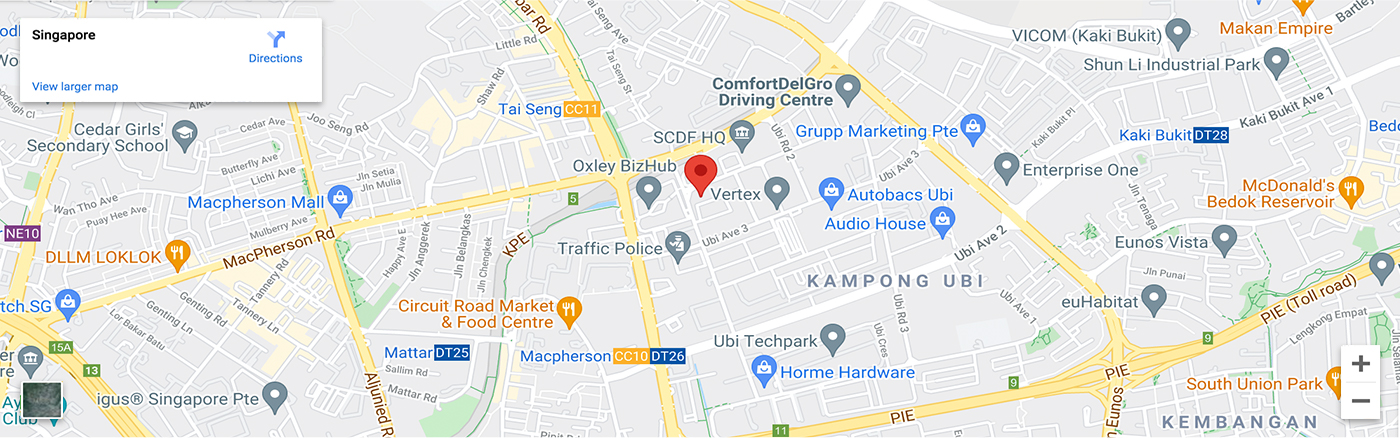 Singapore
Directions
View larger map
bar Rd
Little Rd
Tai Seng St
Shaw Rd
Tai Seng CC11
Joo Seng Rd
Cedar Girls'
Secondary School
Cedar Ave
Butterfly Ave
Lichi Ave
Jln Setia
Jln Mulia
Wan Tho Ave
Puay Hee Ave
Mulberry Ave
Macpherson Mall
NE10
DLLM LOKLOK
MacPherson Rd
Happy Ave E
Jln Anggerek
Jln Belangkas
Jln Chengkek
KPE
5
Tannery Rd
Tannery Ln
Genting Rd
Genting Ln
Lor Bakar Batu
tch.SG
15A
13
er
re
Ay
Club
igus® Singapore Pte
Aljunied Rd
Mattar DT25
Sallim Rd
Mattar Rd
Circuit Road Market
& Food Centre
Macpherson CC10 DT26
Pipit Rd
ComfortDelGro
Driving Centre
SCDF HQ
Oxley BizHub
Vertex
Traffic Police
Ubi Ave 3
Ubi Rd 2
Grupp Marketing Pte
Ubi Ave 3
Autobacs Ubi
Audio House
Ubi Ave 2
KAMPONG UBI
Ubi Ave 1
Ubi Ave 1
Ubi Rd 3
Ubi Cres
Ubi Techpark
Horme Hardware
PIE
11
9
PIE
9
PIE (Toll road)
n Eunos
VICOM (Kaki Bukit)
Shun Li Industrial Park
Makan Empire
Bartley
Kaki Bukit Ave 1
Kaki Bukit Pl
Kaki Bukit DT28
Bedo
Enterprise One
McDonald's
Bedok Reservoir
Jln Tenaga
Eunos Vista
Jln Punai
euHabitat
Lengkong Empat
South Union Park
KEMBANGAN